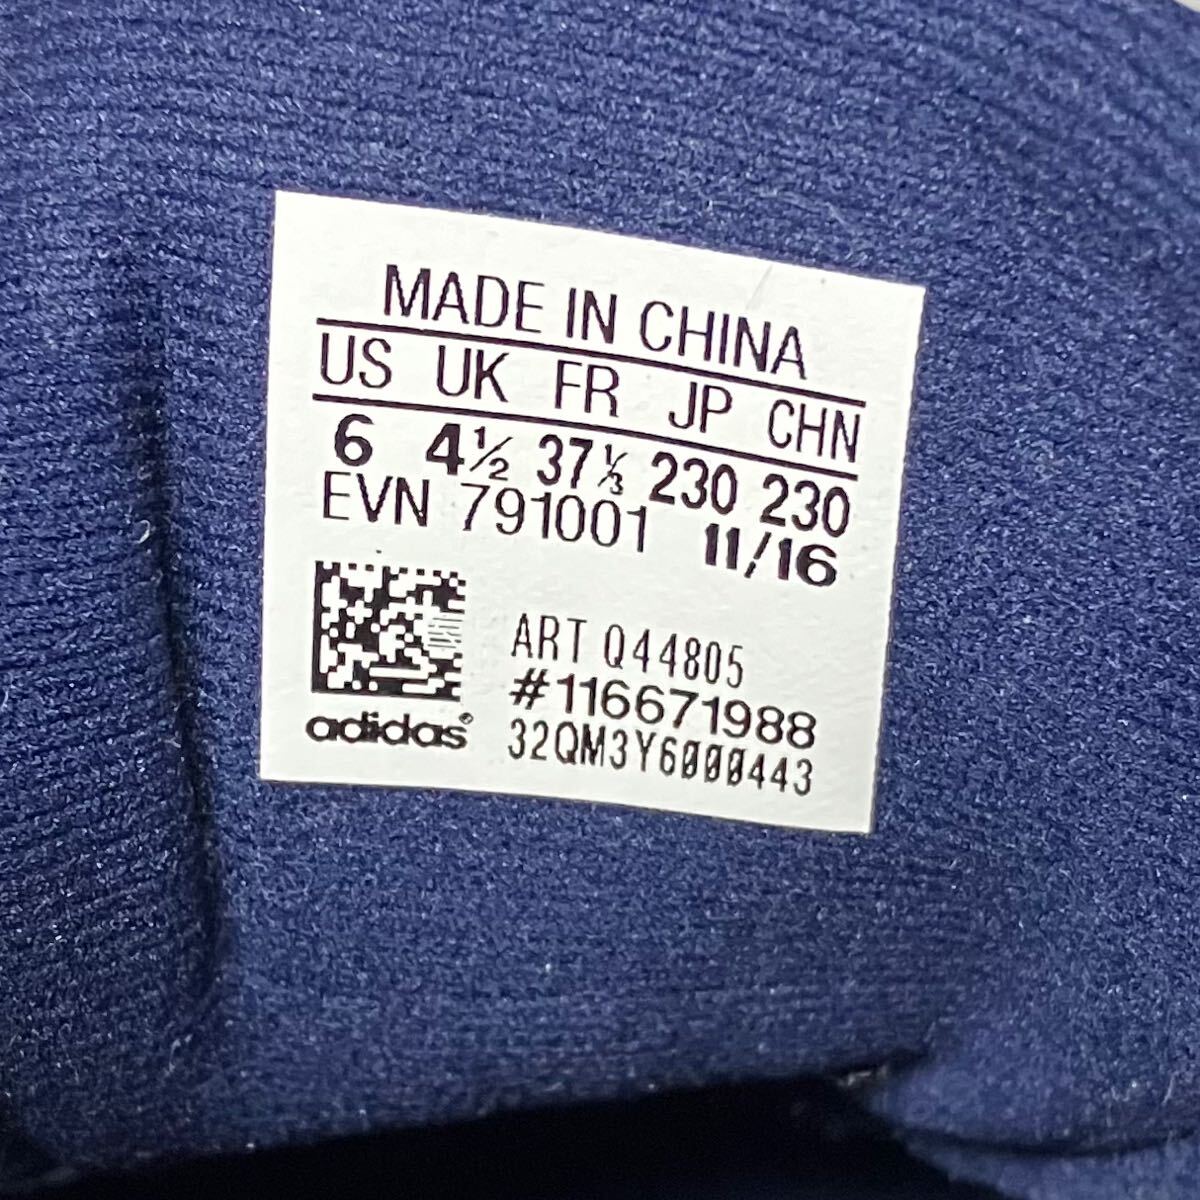 MADE IN CHINA
US UK FR JP CHN
6 4½ 37⅓ 230 230
EVN 791001 11/16
ART Q44805
#116671988
adidas® 32QM3Y6000443